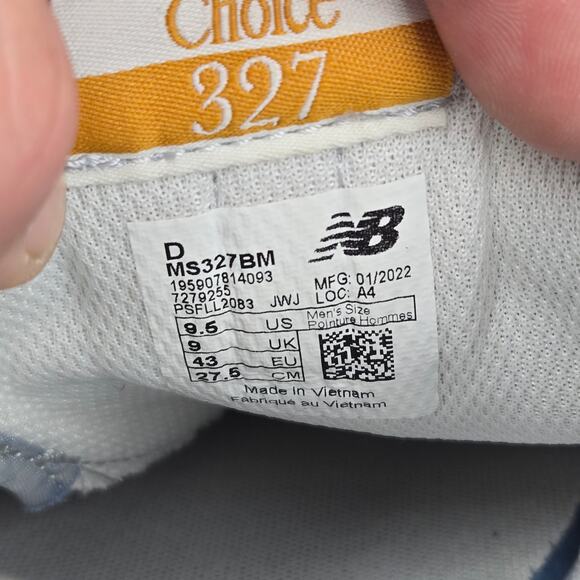 Choice
327
D
MS327BM
195907814093
7279255
PSFLL2083 JWJ
NB
MFG: 01/2022
LOC: A4
Men's Size
Pointure Hommes
9.5 US
9 UK
43 EU
27.5 CM
Made in Vietnam
Fabriqué au Vietnam